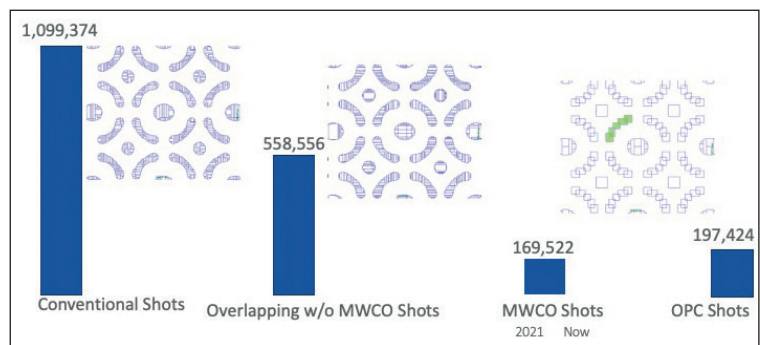 1,099,374
558,556
169,522
197,424
Conventional Shots
Overlapping w/o MWCO Shots
MWCO Shots
OPC Shots
2021 Now